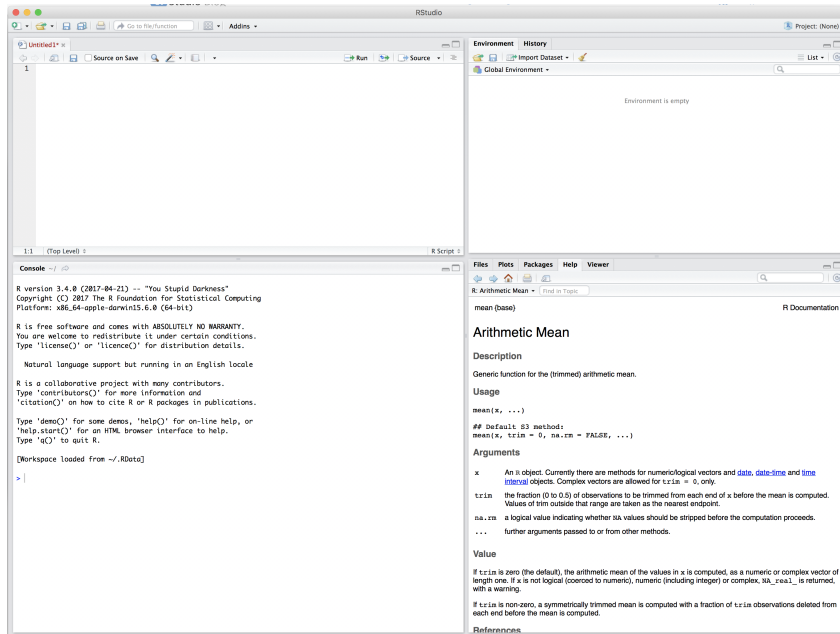 RStudio
Go to file/function
Addins
Project: (None)
Untitled1*
Source on Save
Run
Source
1
1:1 (Top Level)
R Script
Console ~/
R version 3.4.0 (2017-04-21) -- "You Stupid Darkness"
Copyright (C) 2017 The R Foundation for Statistical Computing
Platform: x86_64-apple-darwin15.6.0 (64-bit)
R is free software and comes with ABSOLUTELY NO WARRANTY.
You are welcome to redistribute it under certain conditions.
Type 'license()' or 'licence()' for distribution details.
Natural language support but running in an English locale
R is a collaborative project with many contributors.
Type 'contributors()' for more information and
'citation()' on how to cite R or R packages in publications.
Type 'demo()' for some demos, 'help()' for on-line help, or
'help.start()' for an HTML browser interface to help.
Type 'q()' to quit R.
[Workspace loaded from ~/.RData]
>
Environment History
Import Dataset
List
Global Environment
Environment is empty
Files Plots Packages Help Viewer
R: Arithmetic Mean
Find in Topic
mean {base}
R Documentation
Arithmetic Mean
Description
Generic function for the (trimmed) arithmetic mean.
Usage
mean(x, ...)
## Default S3 method:
mean(x, trim = 0, na.rm = FALSE, ...)
Arguments
x An R object. Currently there are methods for numeric/logical vectors and date, date-time and time
interval objects. Complex vectors are allowed for trim = 0, only.
trim the fraction (0 to 0.5) of observations to be trimmed from each end of x before the mean is computed.
Values of trim outside that range are taken as the nearest endpoint.
na.rm a logical value indicating whether NA values should be stripped before the computation proceeds.
... further arguments passed to or from other methods.
Value
If trim is zero (the default), the arithmetic mean of the values in x is computed, as a numeric or complex vector of
length one. If x is not logical (coerced to numeric), numeric (including integer) or complex, NA_real_ is returned,
with a warning.
If trim is non-zero, a symmetrically trimmed mean is computed with a fraction of trim observations deleted from
each end before the mean is computed.
References